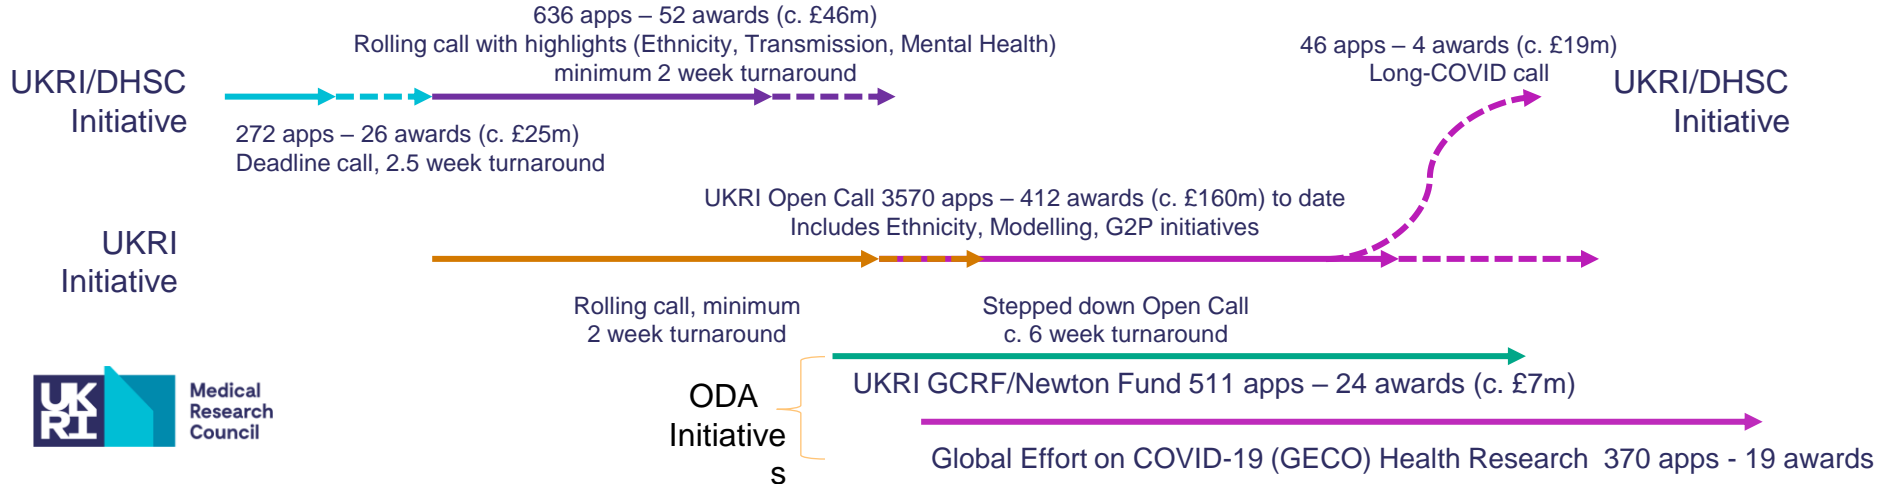 636 apps – 52 awards (c. £46m)
Rolling call with highlights (Ethnicity, Transmission, Mental Health)
minimum 2 week turnaround
46 apps – 4 awards (c. £19m)
Long-COVID call
UKRI/DHSC
Initiative
UKRI/DHSC
Initiative
272 apps – 26 awards (c. £25m)
Deadline call, 2.5 week turnaround
UKRI Open Call 3570 apps – 412 awards (c. £160m) to date
Includes Ethnicity, Modelling, G2P initiatives
UKRI
Initiative
Rolling call, minimum
2 week turnaround
Stepped down Open Call
c. 6 week turnaround
UKRI GCRF/Newton Fund 511 apps – 24 awards (c. £7m)
ODA
Initiative
s
Global Effort on COVID-19 (GECO) Health Research 370 apps - 19 awards
UK
RI
Medical
Research
Council